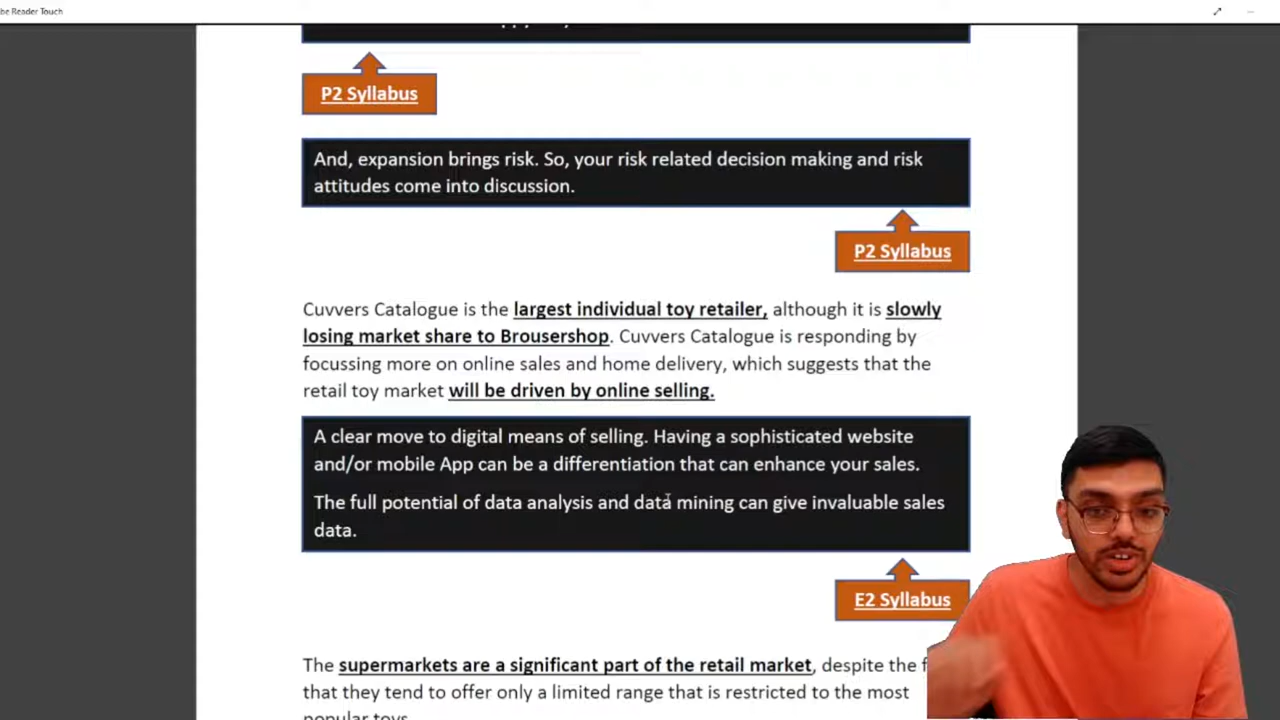 be Reader Touch
P2 Syllabus
And, expansion brings risk. So, your risk related decision making and risk
attitudes come into discussion.
P2 Syllabus
Cuvvers Catalogue is the largest individual toy retailer, although it is slowly
losing market share to Brousershop. Cuvvers Catalogue is responding by
focussing more on online sales and home delivery, which suggests that the
retail toy market will be driven by online selling.
A clear move to digital means of selling. Having a sophisticated website
and/or mobile App can be a differentiation that can enhance your sales.
The full potential of data analysis and data mining can give invaluable sales
data.
E2 Syllabus
The supermarkets are a significant part of the retail market, despite the f
that they tend to offer only a limited range that is restricted to the most
popular toys.